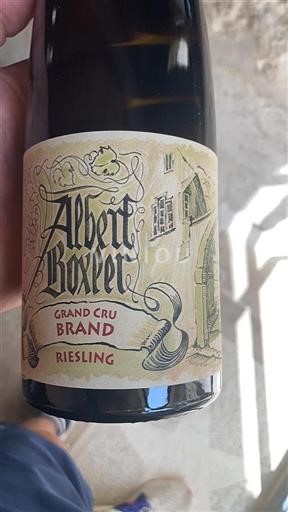 Albert
Boxler
GRAND CRU
BRAND
RIESLING